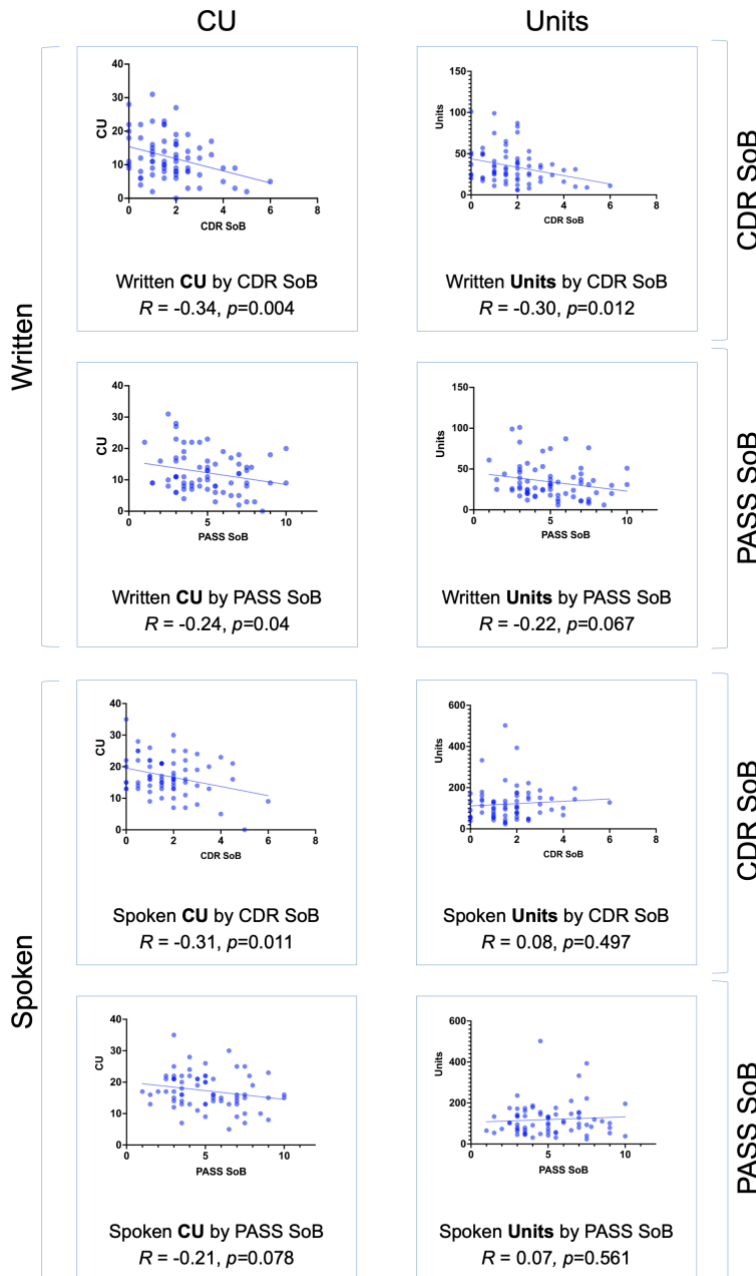 CU
Units
Written
CDR SoB
40
30
20
10
0
CU
0
2
4
6
8
CDR SoB
Written CU by CDR SoB
R = -0.34, p=0.004
150
100
50
0
Units
0
2
4
6
8
CDR SoB
Written Units by CDR SoB
R = -0.30, p=0.012
PASS SoB
40
30
20
10
0
CU
0
5
10
PASS SoB
Written CU by PASS SoB
R = -0.24, p=0.04
150
100
50
0
Units
0
5
10
PASS SoB
Written Units by PASS SoB
R = -0.22, p=0.067
Spoken
CDR SoB
40
30
20
10
0
CU
0
2
4
6
8
CDR SoB
Spoken CU by CDR SoB
R = -0.31, p=0.011
600
400
200
0
Units
0
2
4
6
8
CDR SoB
Spoken Units by CDR SoB
R = 0.08, p=0.497
PASS SoB
40
30
20
10
0
CU
0
5
10
PASS SoB
Spoken CU by PASS SoB
R = -0.21, p=0.078
600
400
200
0
Units
0
5
10
PASS SoB
Spoken Units by PASS SoB
R = 0.07, p=0.561